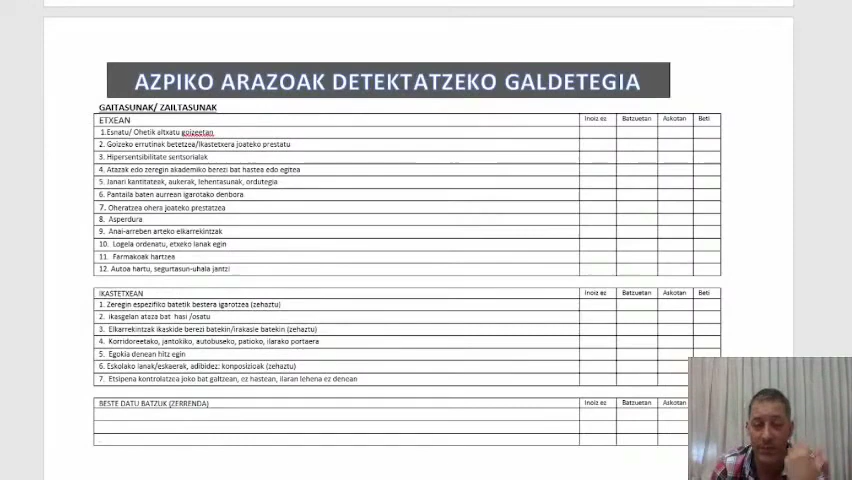 AZPIKO ARAZOAK DETEKTATZEKO GALDETEGIA
GAITASUNAK/ ZAILTASUNAK
ETXEAN Inoiz ez Batzuetan Askotan Beti
1.Esnatu/ Ohetik altxatu goizeetan
2. Goizeko errutinak betetzea/Ikastetxera joateko prestatu
3. Hipersentsibilitate sentsorialak
4. Atazak edo zeregin akademiko berezi bat hastea edo egitea
5. Janari kantitateak, aukerak, lehentasunak, ordutegia
6. Pantaila baten aurrean igarotako denbora
7. Oheratzea ohera joateko prestatzea
8. Asperdura
9. Anai-arreben arteko elkarrekintzak
10. Logela ordenatu, etxeko lanak egin
11. Farmakoak hartzea
12. Autoa hartu, segurtasun-uhala jantzi
IKASTETXEAN Inoiz ez Batzuetan Askotan Beti
1. Zeregin espezifiko batetik bestera igarotzea (zehaztu)
2. ikasgelan ataza bat hasi /osatu
3. Elkarrekintzak ikaskide berezi batekin/irakasle batekin (zehaztu)
4. Korridoreetako, jantokiko, autobuseko, patioko, ilarako portaera
5. Egokia denean hitz egin
6. Eskolako lanak/eskaerak, adibidez: konposizioak (zehaztu)
7. Etsipena kontrolatzea joko bat galtzean, ez hastean, ilaran lehena ez denean
BESTE DATU BATZUK (ZERRENDA) Inoiz ez Batzuetan Askotan